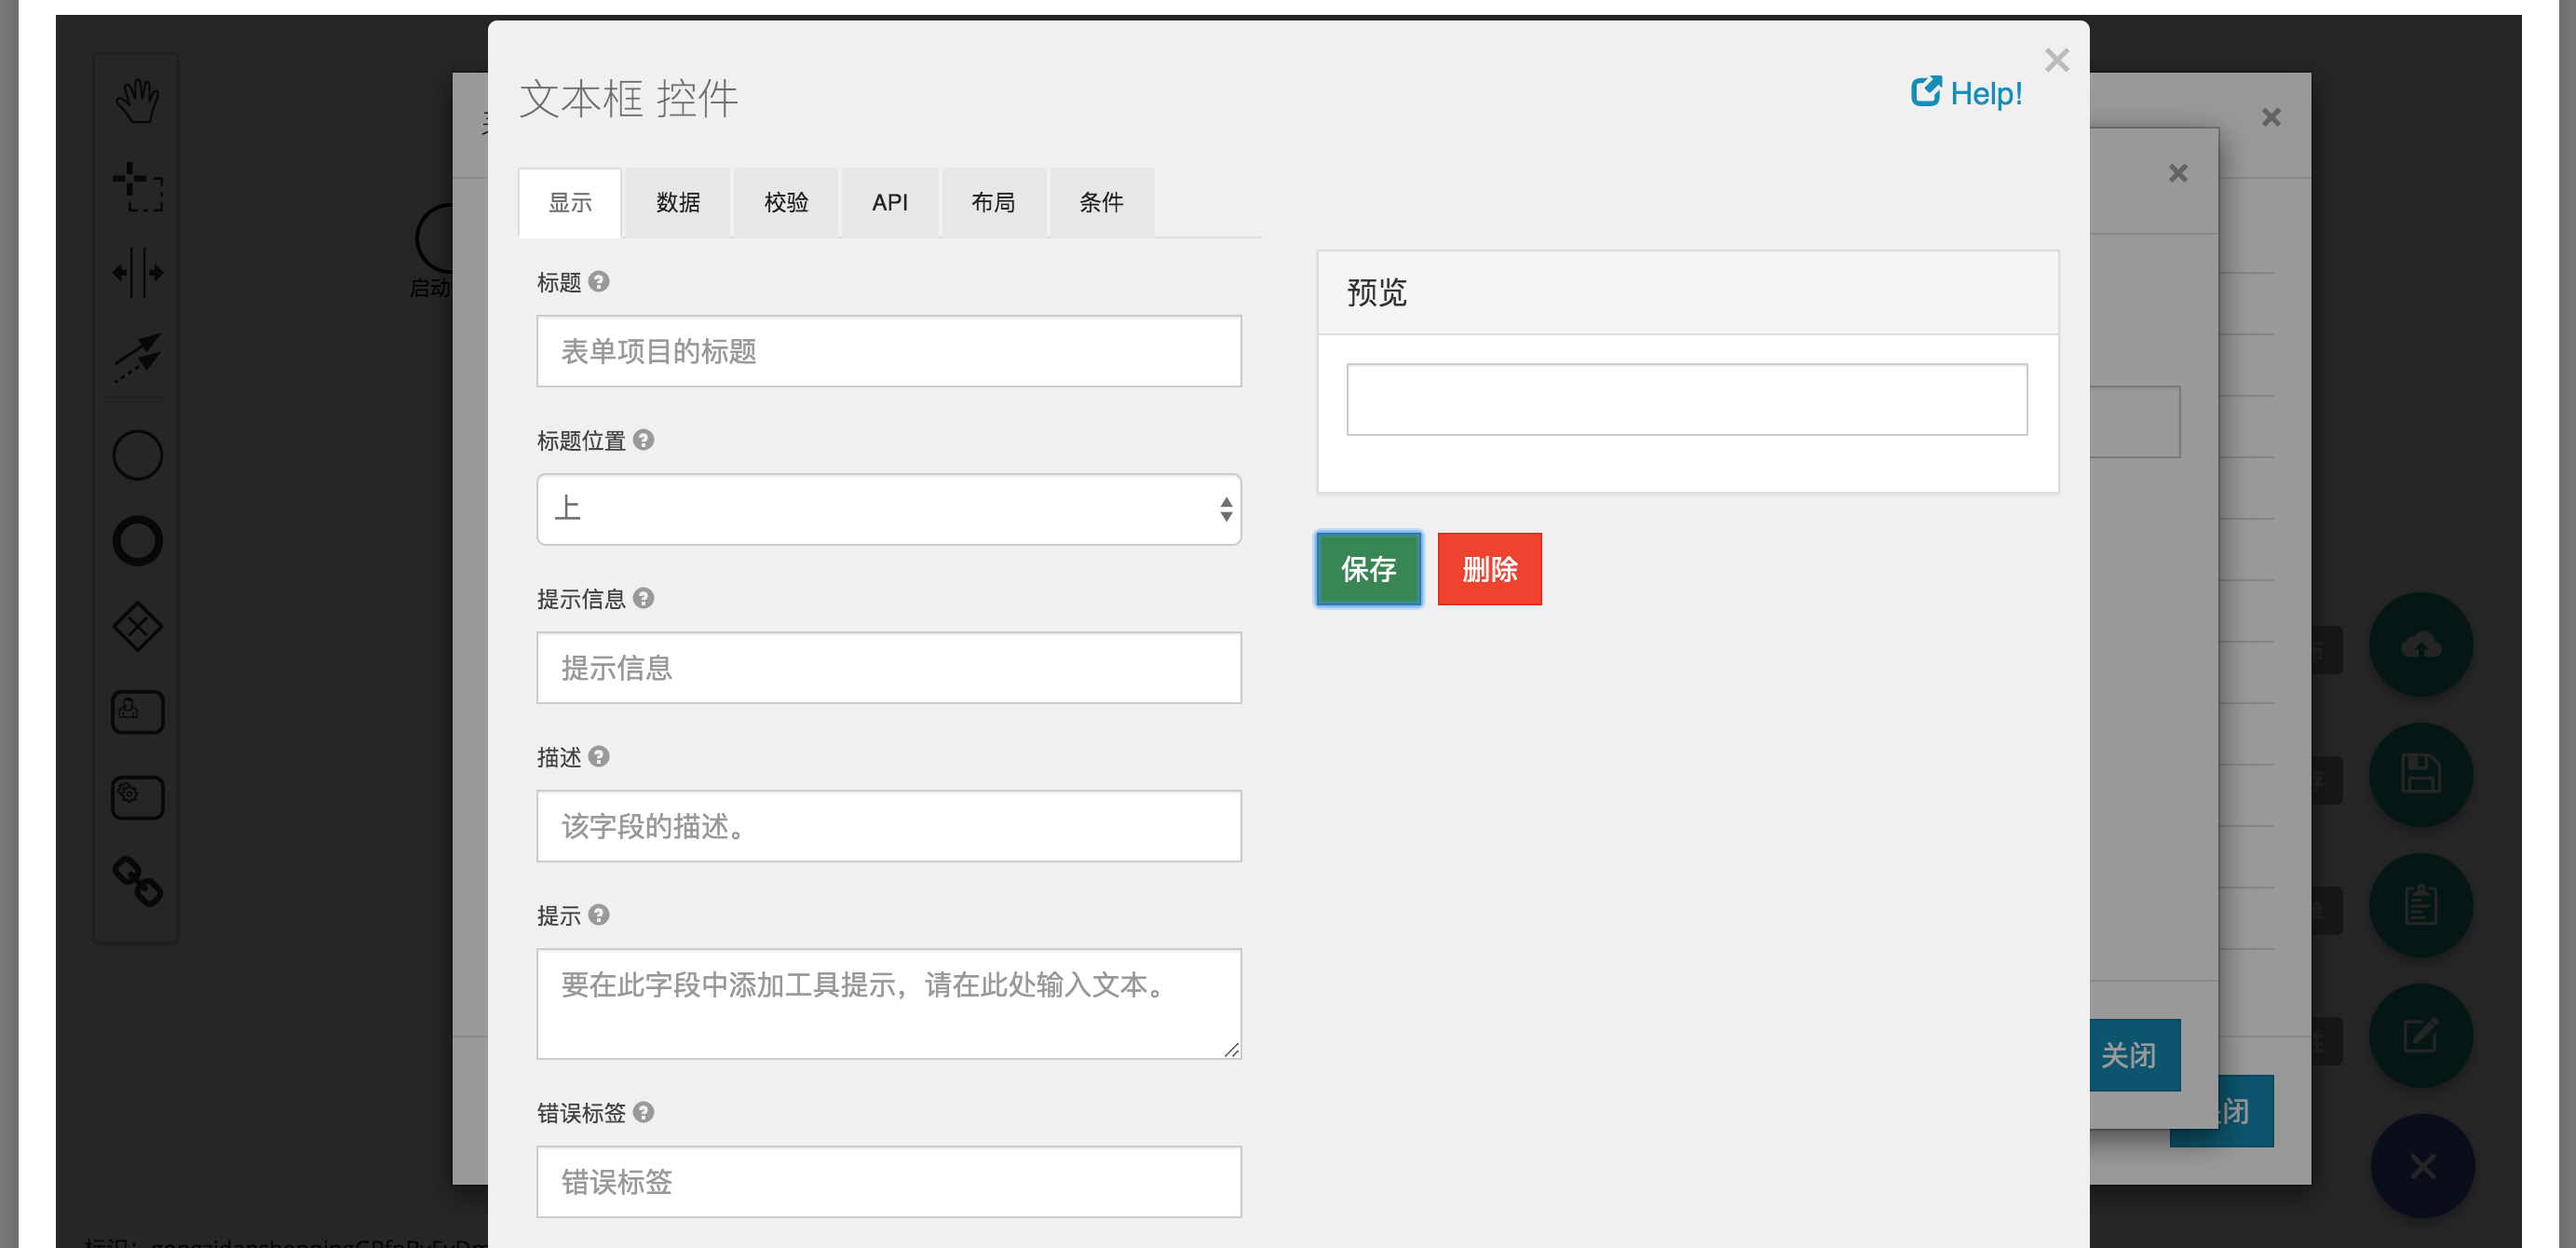 文本框 控件
Help!
显示
数据
校验
API
布局
条件
标题
表单项目的标题
预览
标题位置
上
保存
删除
提示信息
提示信息
描述
该字段的描述。
提示
要在此字段中添加工具提示，请在此处输入文本。
错误标签
错误标签
启动
关闭
闭